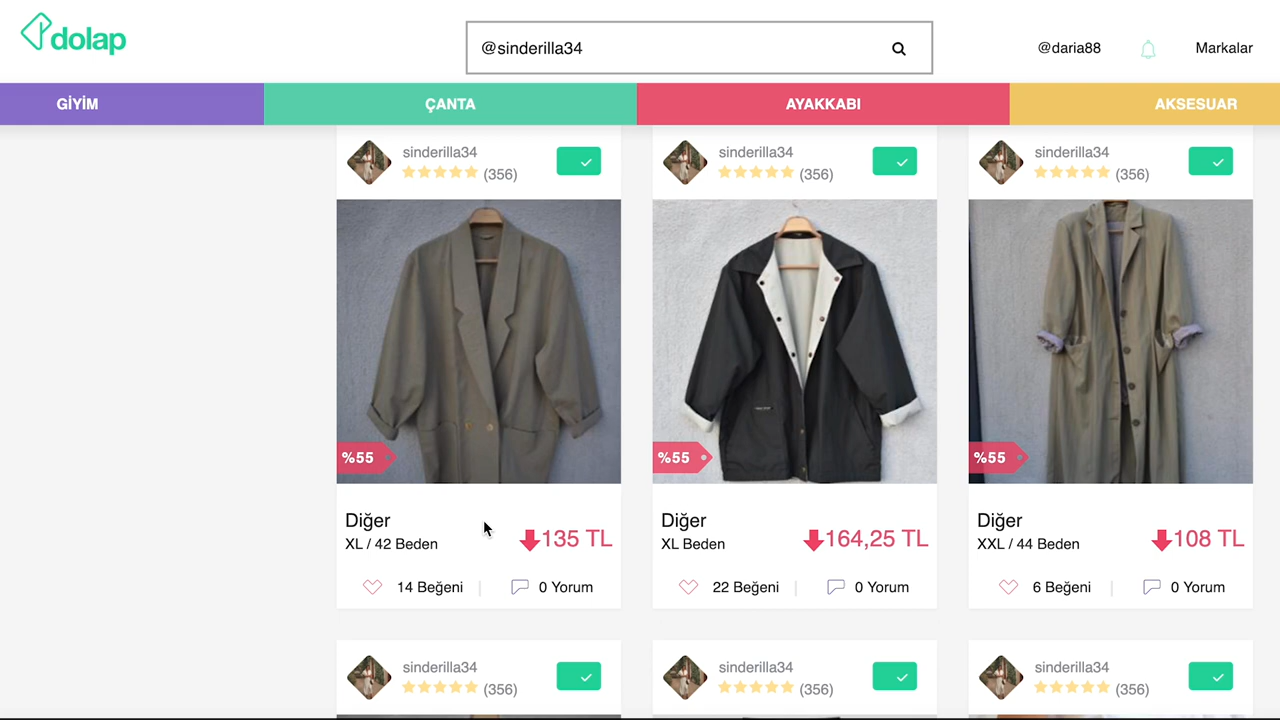 dolap
@sinderilla34
@daria88
Markalar
GİYİM
ÇANTA
AYAKKABI
AKSESUAR
sinderilla34
(356)
sinderilla34
(356)
sinderilla34
(356)
%55
%55
%55
Diğer
XL / 42 Beden
135 TL
14 Beğeni
0 Yorum
Diğer
XL Beden
164,25 TL
22 Beğeni
0 Yorum
Diğer
XXL / 44 Beden
108 TL
6 Beğeni
0 Yorum
sinderilla34
(356)
sinderilla34
(356)
sinderilla34
(356)